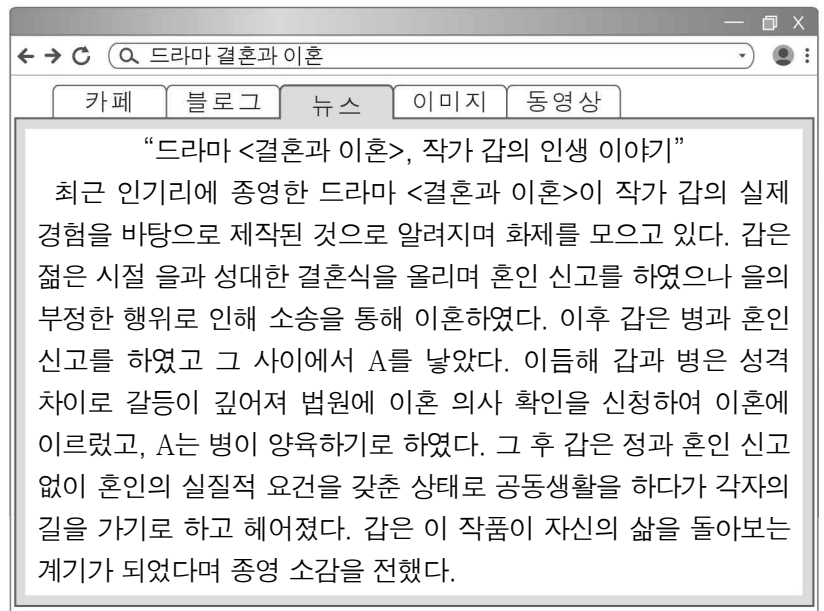 드라마 결혼과 이혼
카페 블로그 뉴스 이미지 동영상
“드라마 <결혼과 이혼>, 작가 갑의 인생 이야기”
최근 인기리에 종영한 드라마 <결혼과 이혼>이 작가 갑의 실제
경험을 바탕으로 제작된 것으로 알려지며 화제를 모으고 있다. 갑은
젊은 시절 을과 성대한 결혼식을 올리며 혼인 신고를 하였으나 을의
부정한 행위로 인해 소송을 통해 이혼하였다. 이후 갑은 병과 혼인
신고를 하였고 그 사이에서 A를 낳았다. 이듬해 갑과 병은 성격
차이로 갈등이 깊어져 법원에 이혼 의사 확인을 신청하여 이혼에
이르렀고, A는 병이 양육하기로 하였다. 그 후 갑은 정과 혼인 신고
없이 혼인의 실질적 요건을 갖춘 상태로 공동생활을 하다가 각자의
길을 가기로 하고 헤어졌다. 갑은 이 작품이 자신의 삶을 돌아보는
계기가 되었다며 종영 소감을 전했다.